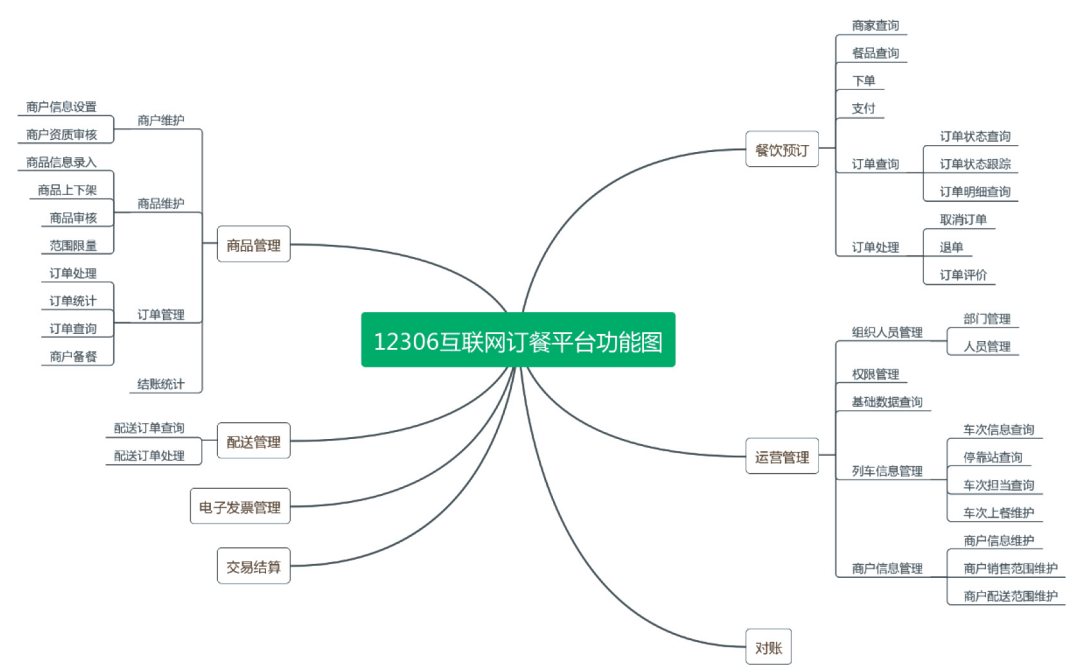 12306互联网订餐平台功能图
餐饮预订
商家查询
餐品查询
下单
支付
订单查询
订单状态查询
订单状态跟踪
订单明细查询
订单处理
取消订单
退单
订单评价
运营管理
组织人员管理
部门管理
人员管理
权限管理
基础数据查询
列车信息管理
车次信息查询
停靠站查询
车次担当查询
车次上餐维护
商户信息管理
商户信息维护
商户销售范围维护
商户配送范围维护
对账
商品管理
商户维护
商户信息设置
商户资质审核
商品维护
商品信息录入
商品上下架
商品审核
范围限量
订单管理
订单处理
订单统计
订单查询
商户备餐
结账统计
配送管理
配送订单查询
配送订单处理
电子发票管理
交易结算